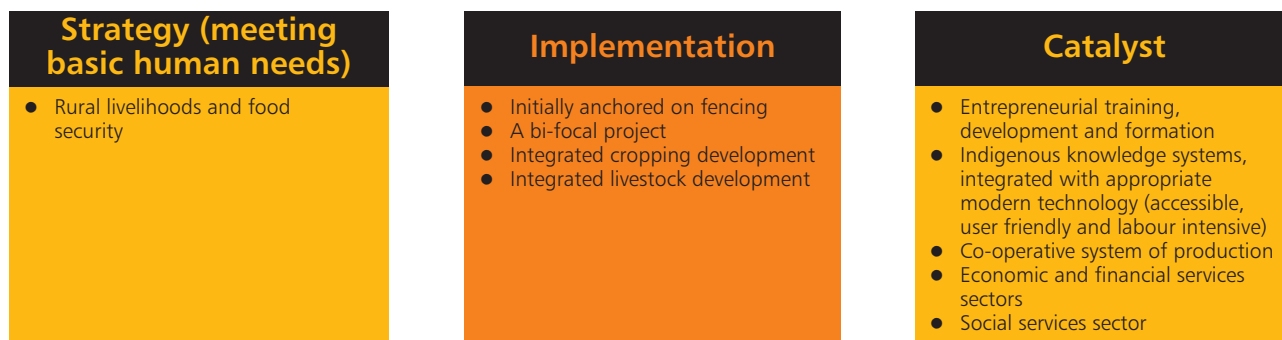 Strategy (meeting
basic human needs)
● Rural livelihoods and food
security
Implementation
● Initially anchored on fencing
● A bi-focal project
● Integrated cropping development
● Integrated livestock development
Catalyst
● Entrepreneurial training,
development and formation
● Indigenous knowledge systems,
integrated with appropriate
modern technology (accessible,
user friendly and labour intensive)
● Co-operative system of production
● Economic and financial services
sectors
● Social services sector